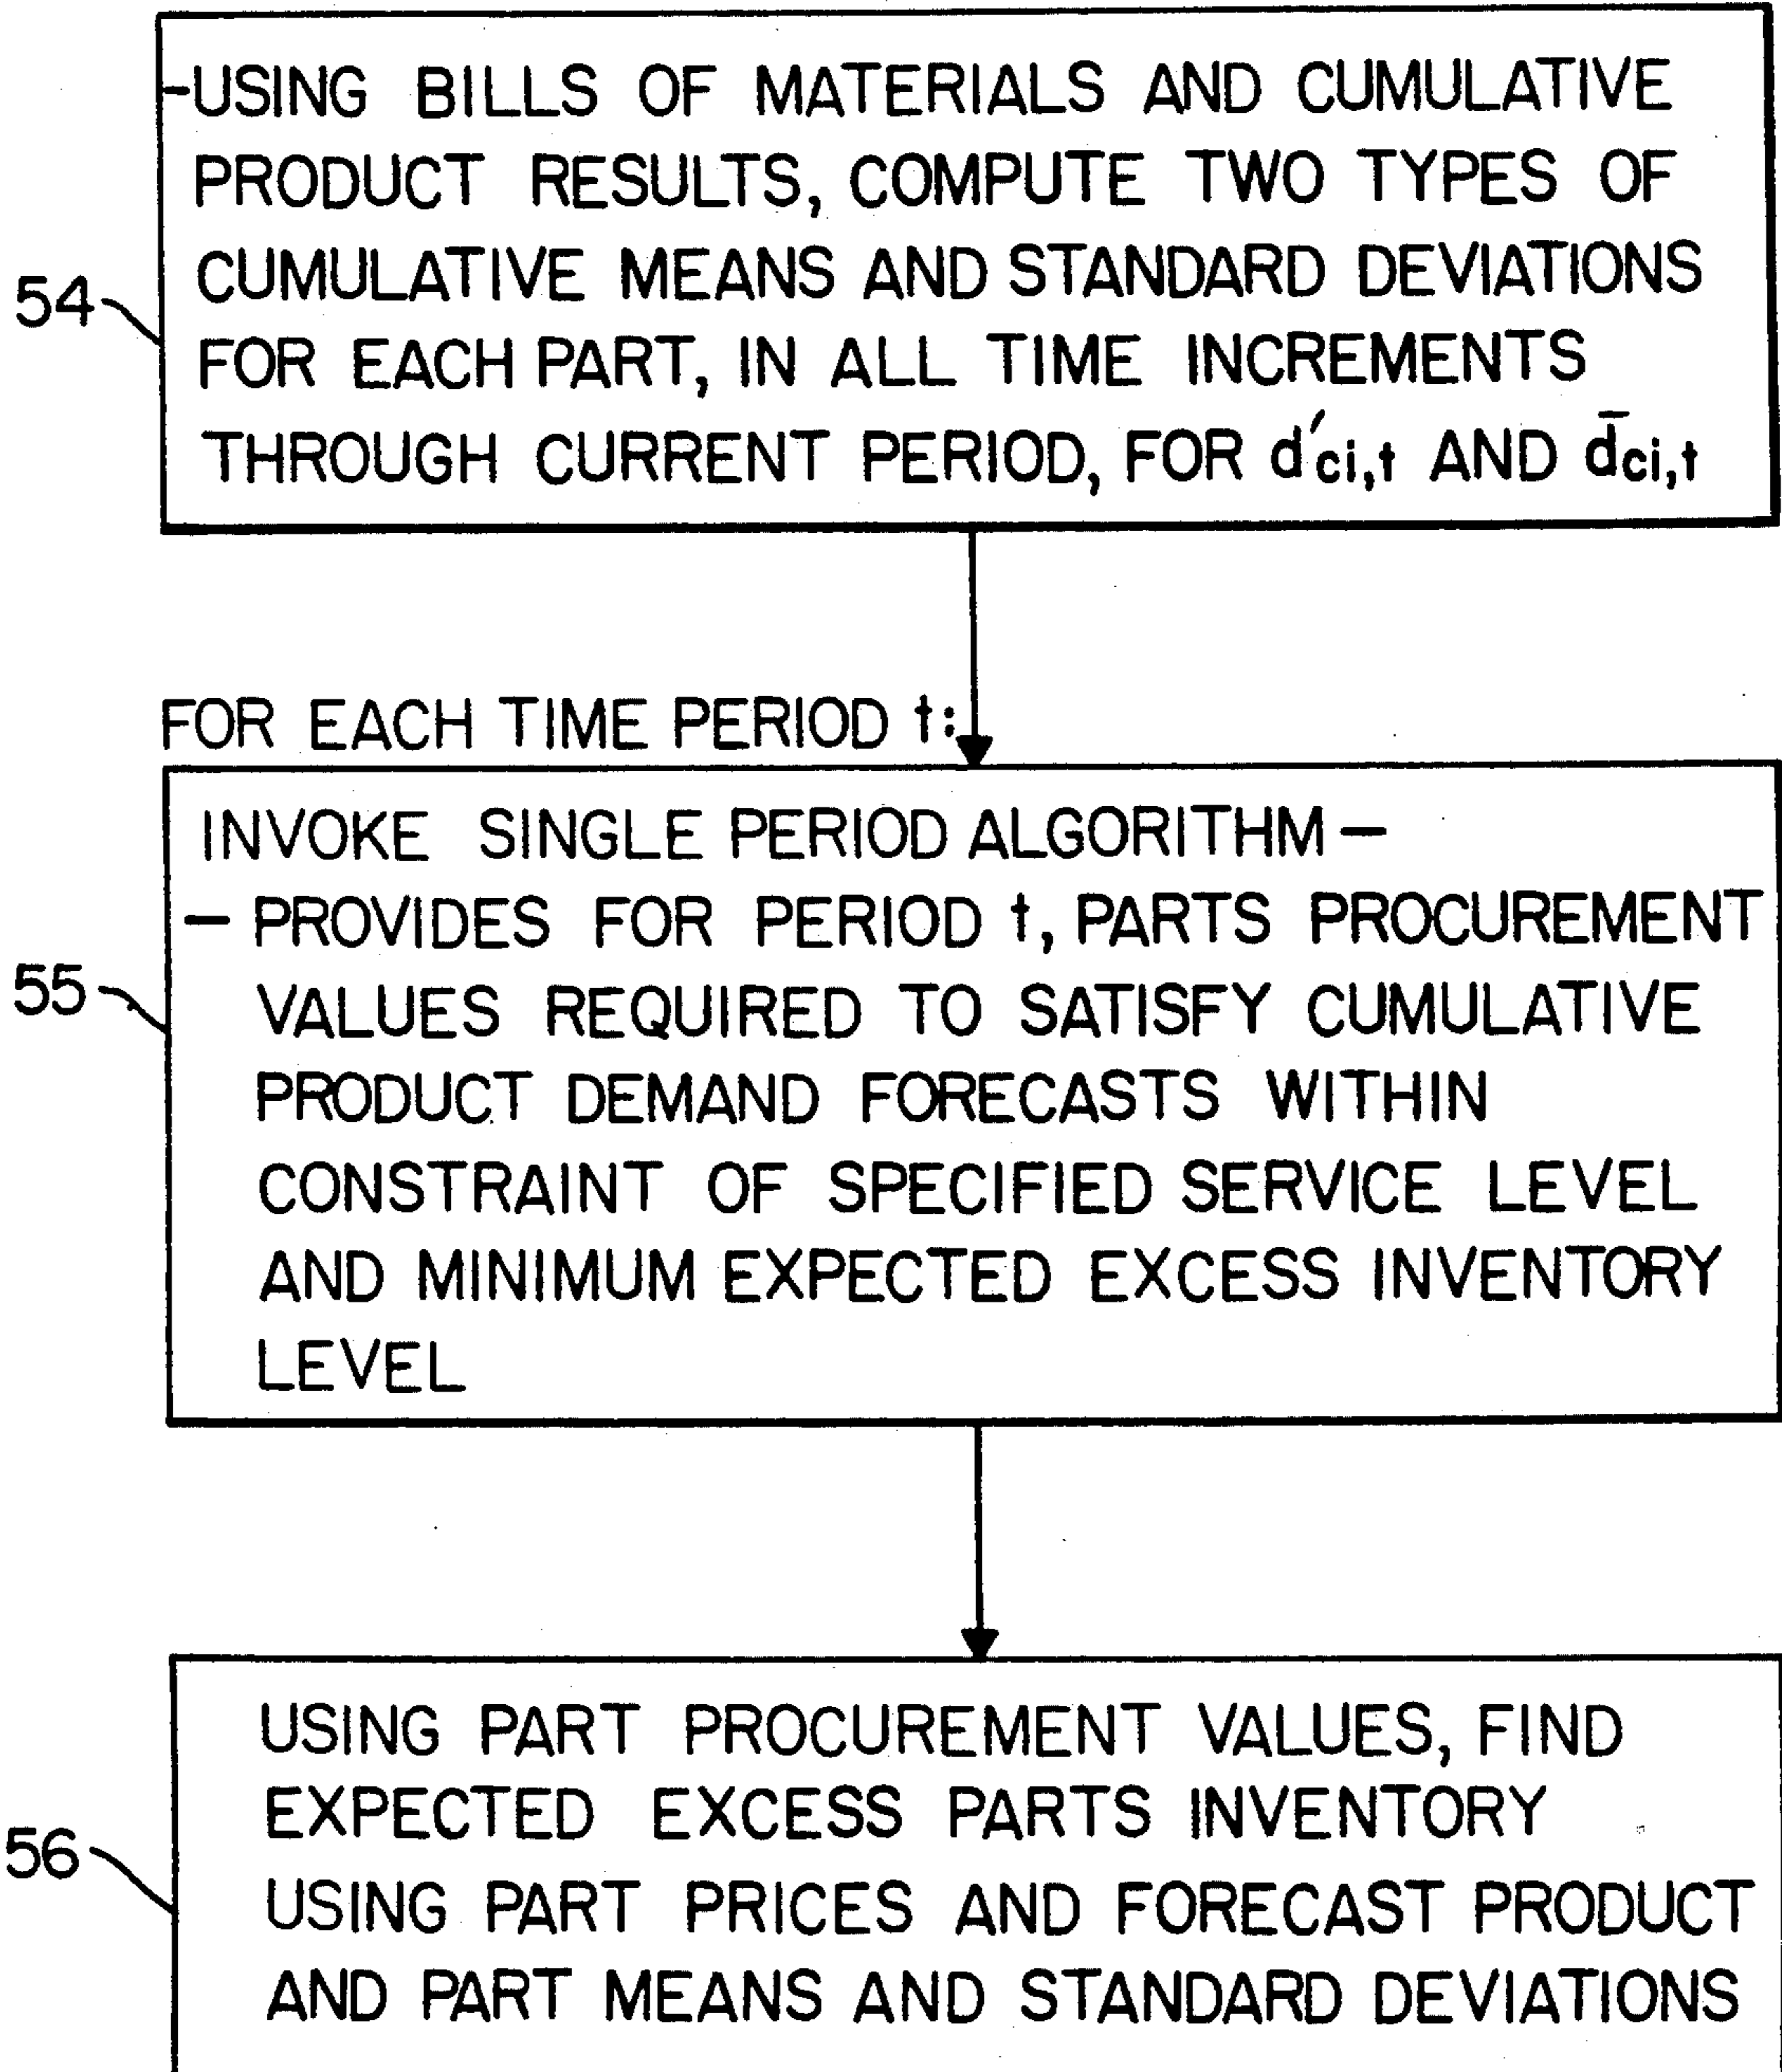 -USING BILLS OF MATERIALS AND CUMULATIVE
PRODUCT RESULTS, COMPUTE TWO TYPES OF
CUMULATIVE MEANS AND STANDARD DEVIATIONS
FOR EACH PART, IN ALL TIME INCREMENTS
THROUGH CURRENT PERIOD, FOR d′ci,t AND d̄ci,t
54
FOR EACH TIME PERIOD t:
INVOKE SINGLE PERIOD ALGORITHM —
— PROVIDES FOR PERIOD t, PARTS PROCUREMENT
VALUES REQUIRED TO SATISFY CUMULATIVE
PRODUCT DEMAND FORECASTS WITHIN
CONSTRAINT OF SPECIFIED SERVICE LEVEL
AND MINIMUM EXPECTED EXCESS INVENTORY
LEVEL
55
USING PART PROCUREMENT VALUES, FIND
EXPECTED EXCESS PARTS INVENTORY
USING PART PRICES AND FORECAST PRODUCT
AND PART MEANS AND STANDARD DEVIATIONS
56